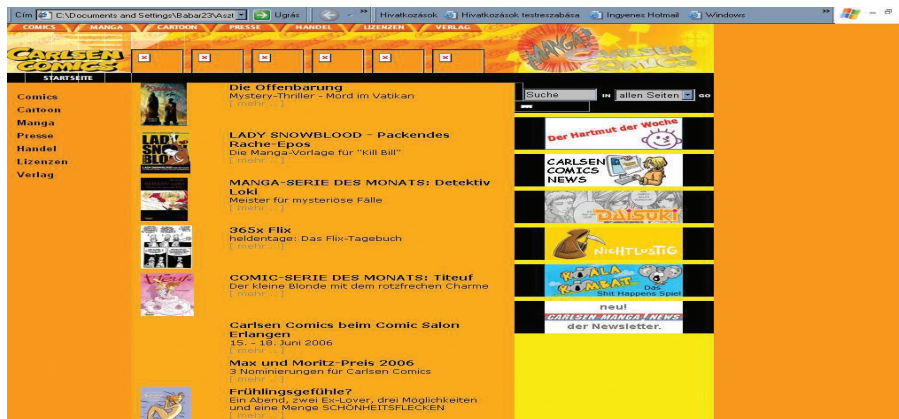 Cím C:\Documents and Settings\Babar23\Aszt Ugrás Hivatkozások Hivatkozások testreszabása Ingyenes Hotmail Windows
COMICS MANGA CARTOON PRESSE HANDEL LIZENZEN VERLAG
CARLSEN COMICS
MANGA
STARTSEITE
Comics
Cartoon
Manga
Presse
Handel
Lizenzen
Verlag
Die Offenbarung
Mystery-Thriller - Mord im Vatikan
[ mehr ... ]
LADY SNOWBLOOD - Packendes
Rache-Epos
Die Manga-Vorlage für "Kill Bill"
[ mehr ... ]
MANGA-SERIE DES MONATS: Detektiv
Loki
Meister für mysteriöse Fälle
[ mehr ... ]
365x Flix
heldentage: Das Flix-Tagebuch
[ mehr ... ]
COMIC-SERIE DES MONATS: Titeuf
Der kleine Blonde mit dem rotzfrechen Charme
[ mehr ... ]
Carlsen Comics beim Comic Salon
Erlangen
15. - 18. Juni 2006
[ mehr ... ]
Max und Moritz-Preis 2006
3 Nominierungen für Carlsen Comics
[ mehr ... ]
Frühlingsgefühle?
Ein Abend, zwei Ex-Lover, drei Möglichkeiten
und eine Menge SCHÖNHEITSFLECKEN
Suche IN allen Seiten GO
Der Hartmut der Woche
CARLSEN
COMICS
NEWS
DAISUKI
NICHTLUSTIG
KOALA
KOMBAT
Das
Shit Happens Spiel
neu!
CARLSEN MANGA! NEWS
der Newsletter.